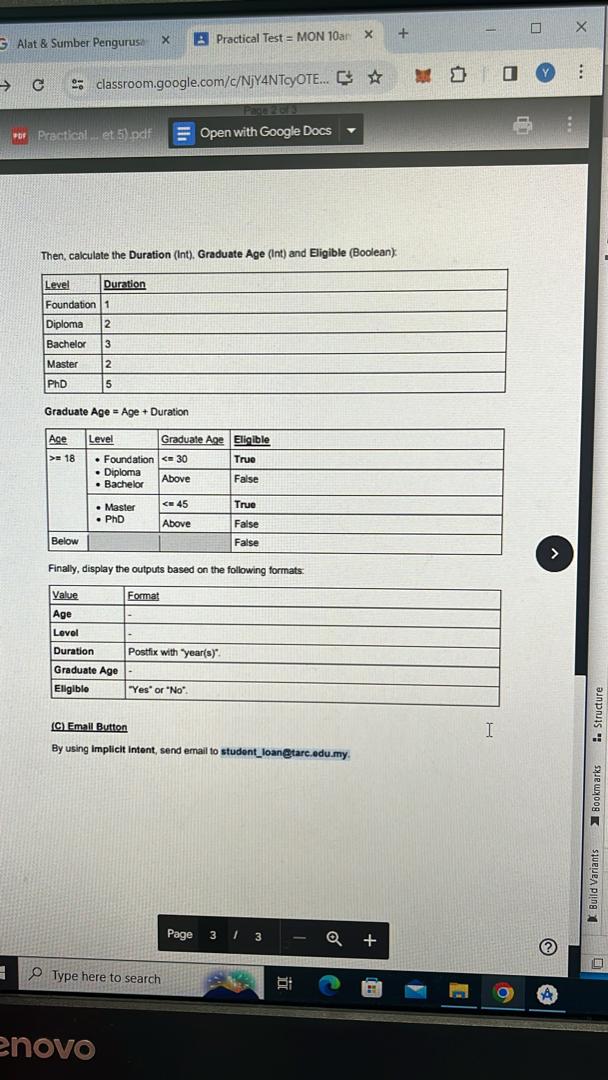 Alat & Sumber Pengurusa
Practical Test = MON 10am
classroom.google.com/c/NjY4NTcyOTE...
Y
Page 2 of 3
PDF
Practical ... et 5).pdf
Open with Google Docs
Then, calculate the Duration (Int), Graduate Age (Int) and Eligible (Boolean):
Level Duration
Foundation 1
Diploma 2
Bachelor 3
Master 2
PhD 5
Graduate Age = Age + Duration
Age Level Graduate Age Eligible
>= 18 • Foundation <= 30 True
• Diploma
• Bachelor Above False
• Master <= 45 True
• PhD Above False
Below False
Finally, display the outputs based on the following formats:
Value Format
Age -
Level -
Duration Postfix with "year(s)".
Graduate Age -
Eligible "Yes" or "No".
(C) Email Button
By using Implicit Intent, send email to student_loan@tarc.edu.my.
Structure
Bookmarks
Build Variants
Page 3 / 3
Type here to search
enovo